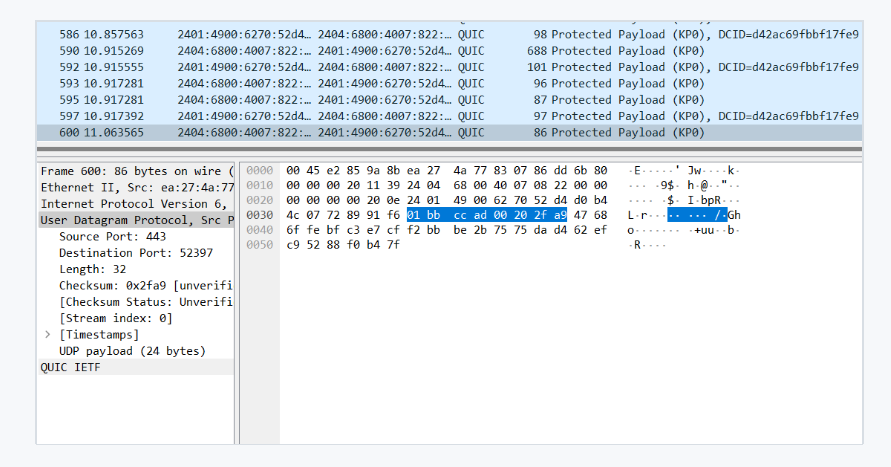 586 10.857563 2401:4900:6270:52d4… 2404:6800:4007:822:… QUIC 98 Protected Payload (KP0), DCID=d42ac69fbbf17fe9
590 10.915269 2404:6800:4007:822:… 2401:4900:6270:52d4… QUIC 688 Protected Payload (KP0)
592 10.915555 2401:4900:6270:52d4… 2404:6800:4007:822:… QUIC 101 Protected Payload (KP0), DCID=d42ac69fbbf17fe9
593 10.917281 2404:6800:4007:822:… 2401:4900:6270:52d4… QUIC 96 Protected Payload (KP0)
595 10.917281 2404:6800:4007:822:… 2401:4900:6270:52d4… QUIC 87 Protected Payload (KP0)
597 10.917392 2401:4900:6270:52d4… 2404:6800:4007:822:… QUIC 97 Protected Payload (KP0), DCID=d42ac69fbbf17fe9
600 11.063565 2404:6800:4007:822:… 2401:4900:6270:52d4… QUIC 86 Protected Payload (KP0)
Frame 600: 86 bytes on wire (
Ethernet II, Src: ea:27:4a:77
Internet Protocol Version 6,
User Datagram Protocol, Src P
Source Port: 443
Destination Port: 52397
Length: 32
Checksum: 0x2fa9 [unverifi
[Checksum Status: Unverifi
[Stream index: 0]
> [Timestamps]
UDP payload (24 bytes)
QUIC IETF
0000 00 45 e2 85 9a 8b ea 27 4a 77 83 07 86 dd 6b 80 ·E·····' Jw····k·
0010 00 00 00 20 11 39 24 04 68 00 40 07 08 22 00 00 ··· ·9$· h·@··"··
0020 00 00 00 00 20 0e 24 01 49 00 62 70 52 d4 d0 b4 ···· ·$· I·bpR···
0030 4c 07 72 89 91 f6 01 bb cc ad 00 20 2f a9 47 68 L·r····· ··· /·Gh
0040 6f fe bf c3 e7 cf f2 bb be 2b 75 75 da d4 62 ef o······· ·+uu··b·
0050 c9 52 88 f0 b4 7f ·R····